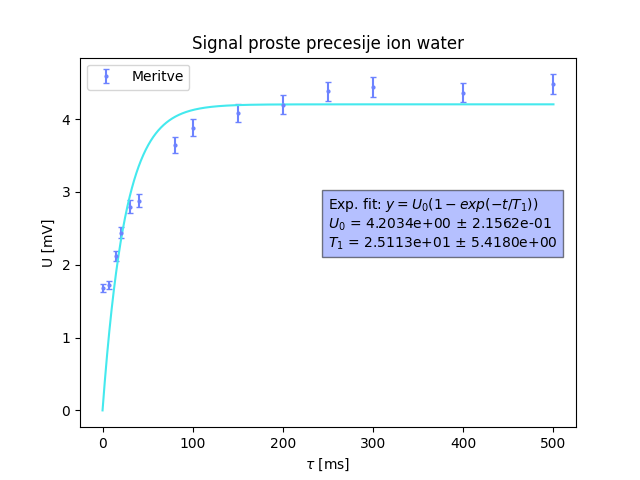 Signal proste precesije ion water
Meritve
U [mV]
4
3
2
1
0
Exp. fit: y = U₀(1 − exp(−t/T₁))
U₀ = 4.2034e+00 ± 2.1562e-01
T₁ = 2.5113e+01 ± 5.4180e+00
0 100 200 300 400 500
τ [ms]